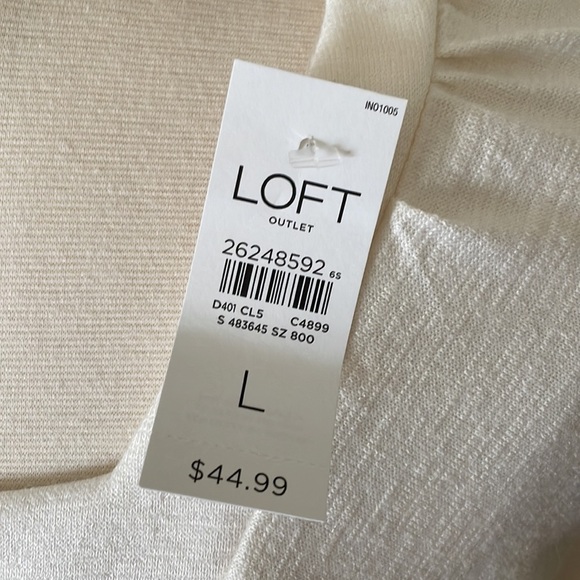 IN01005
LOFT
OUTLET
26248592 6S
D401 CL5 C4899
S 483645 SZ 800
L
$44.99